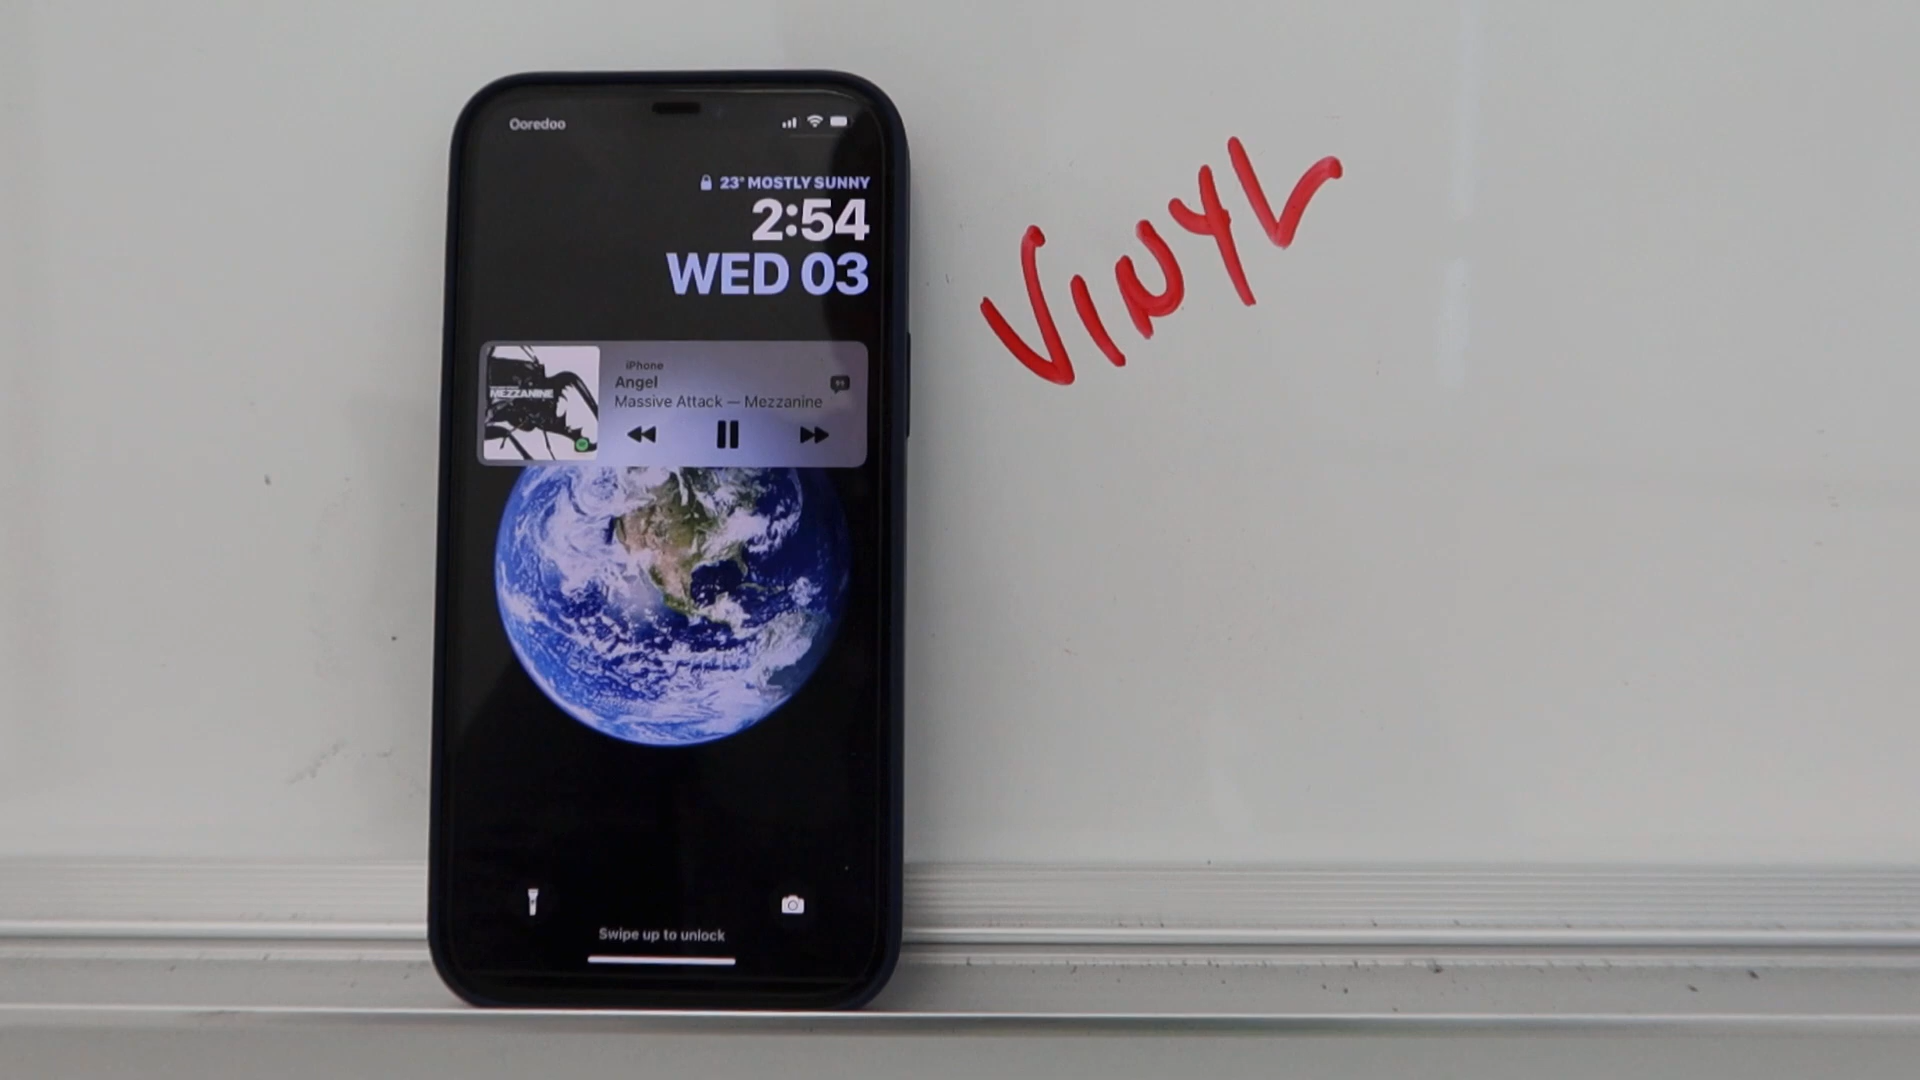 Ooredoo
23° MOSTLY SUNNY
2:54
WED 03
MEZZANINE
iPhone
Angel
Massive Attack — Mezzanine
Swipe up to unlock
VINYL